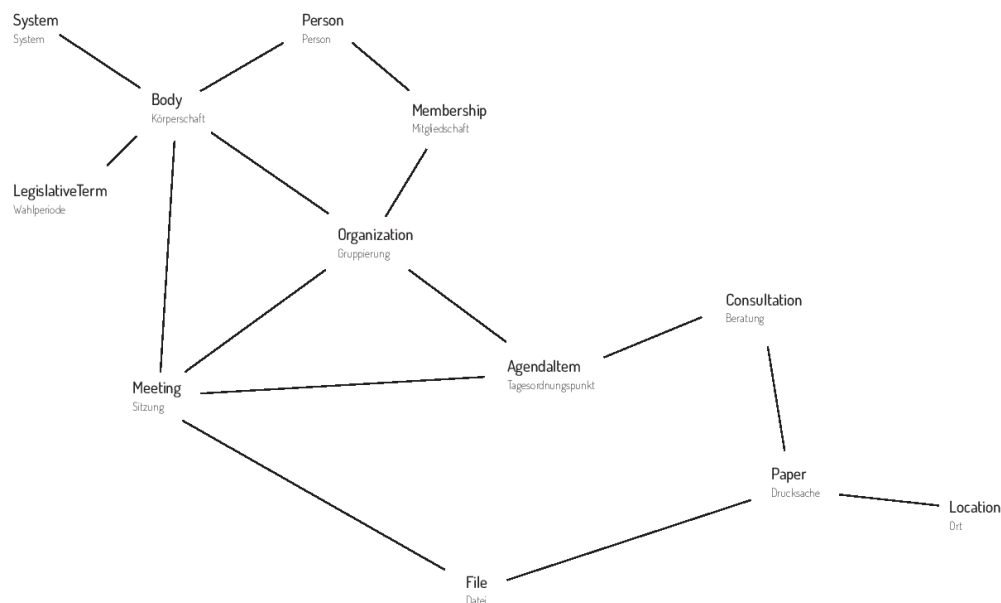 System
System
Person
Person
Body
Körperschaft
Membership
Mitgliedschaft
LegislativeTerm
Wahlperiode
Organization
Gruppierung
Consultation
Beratung
AgendaItem
Tagesordnungspunkt
Meeting
Sitzung
Paper
Drucksache
Location
Ort
File
Datei